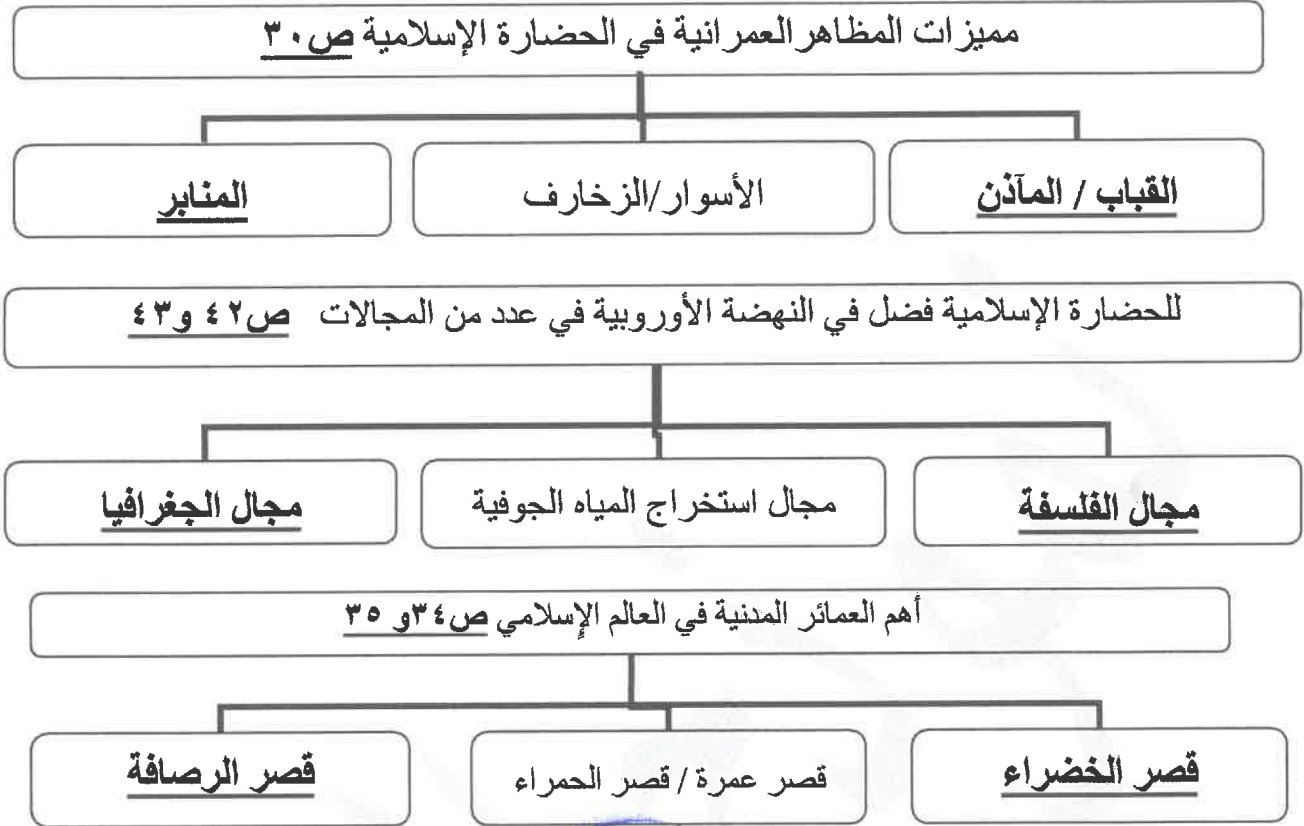 مميزات المظاهر العمرانية في الحضارة الإسلامية ص٣٠
القباب / المآذن
الأسوار/الزخارف
المنابر
للحضارة الإسلامية فضل في النهضة الأوروبية في عدد من المجالات ص٤٢ و٤٣
مجال الفلسفة
مجال استخراج المياه الجوفية
مجال الجغرافيا
أهم العمائر المدنية في العالم الإسلامي ص٣٤و ٣٥
قصر الخضراء
قصر عمرة / قصر الحمراء
قصر الرصافة